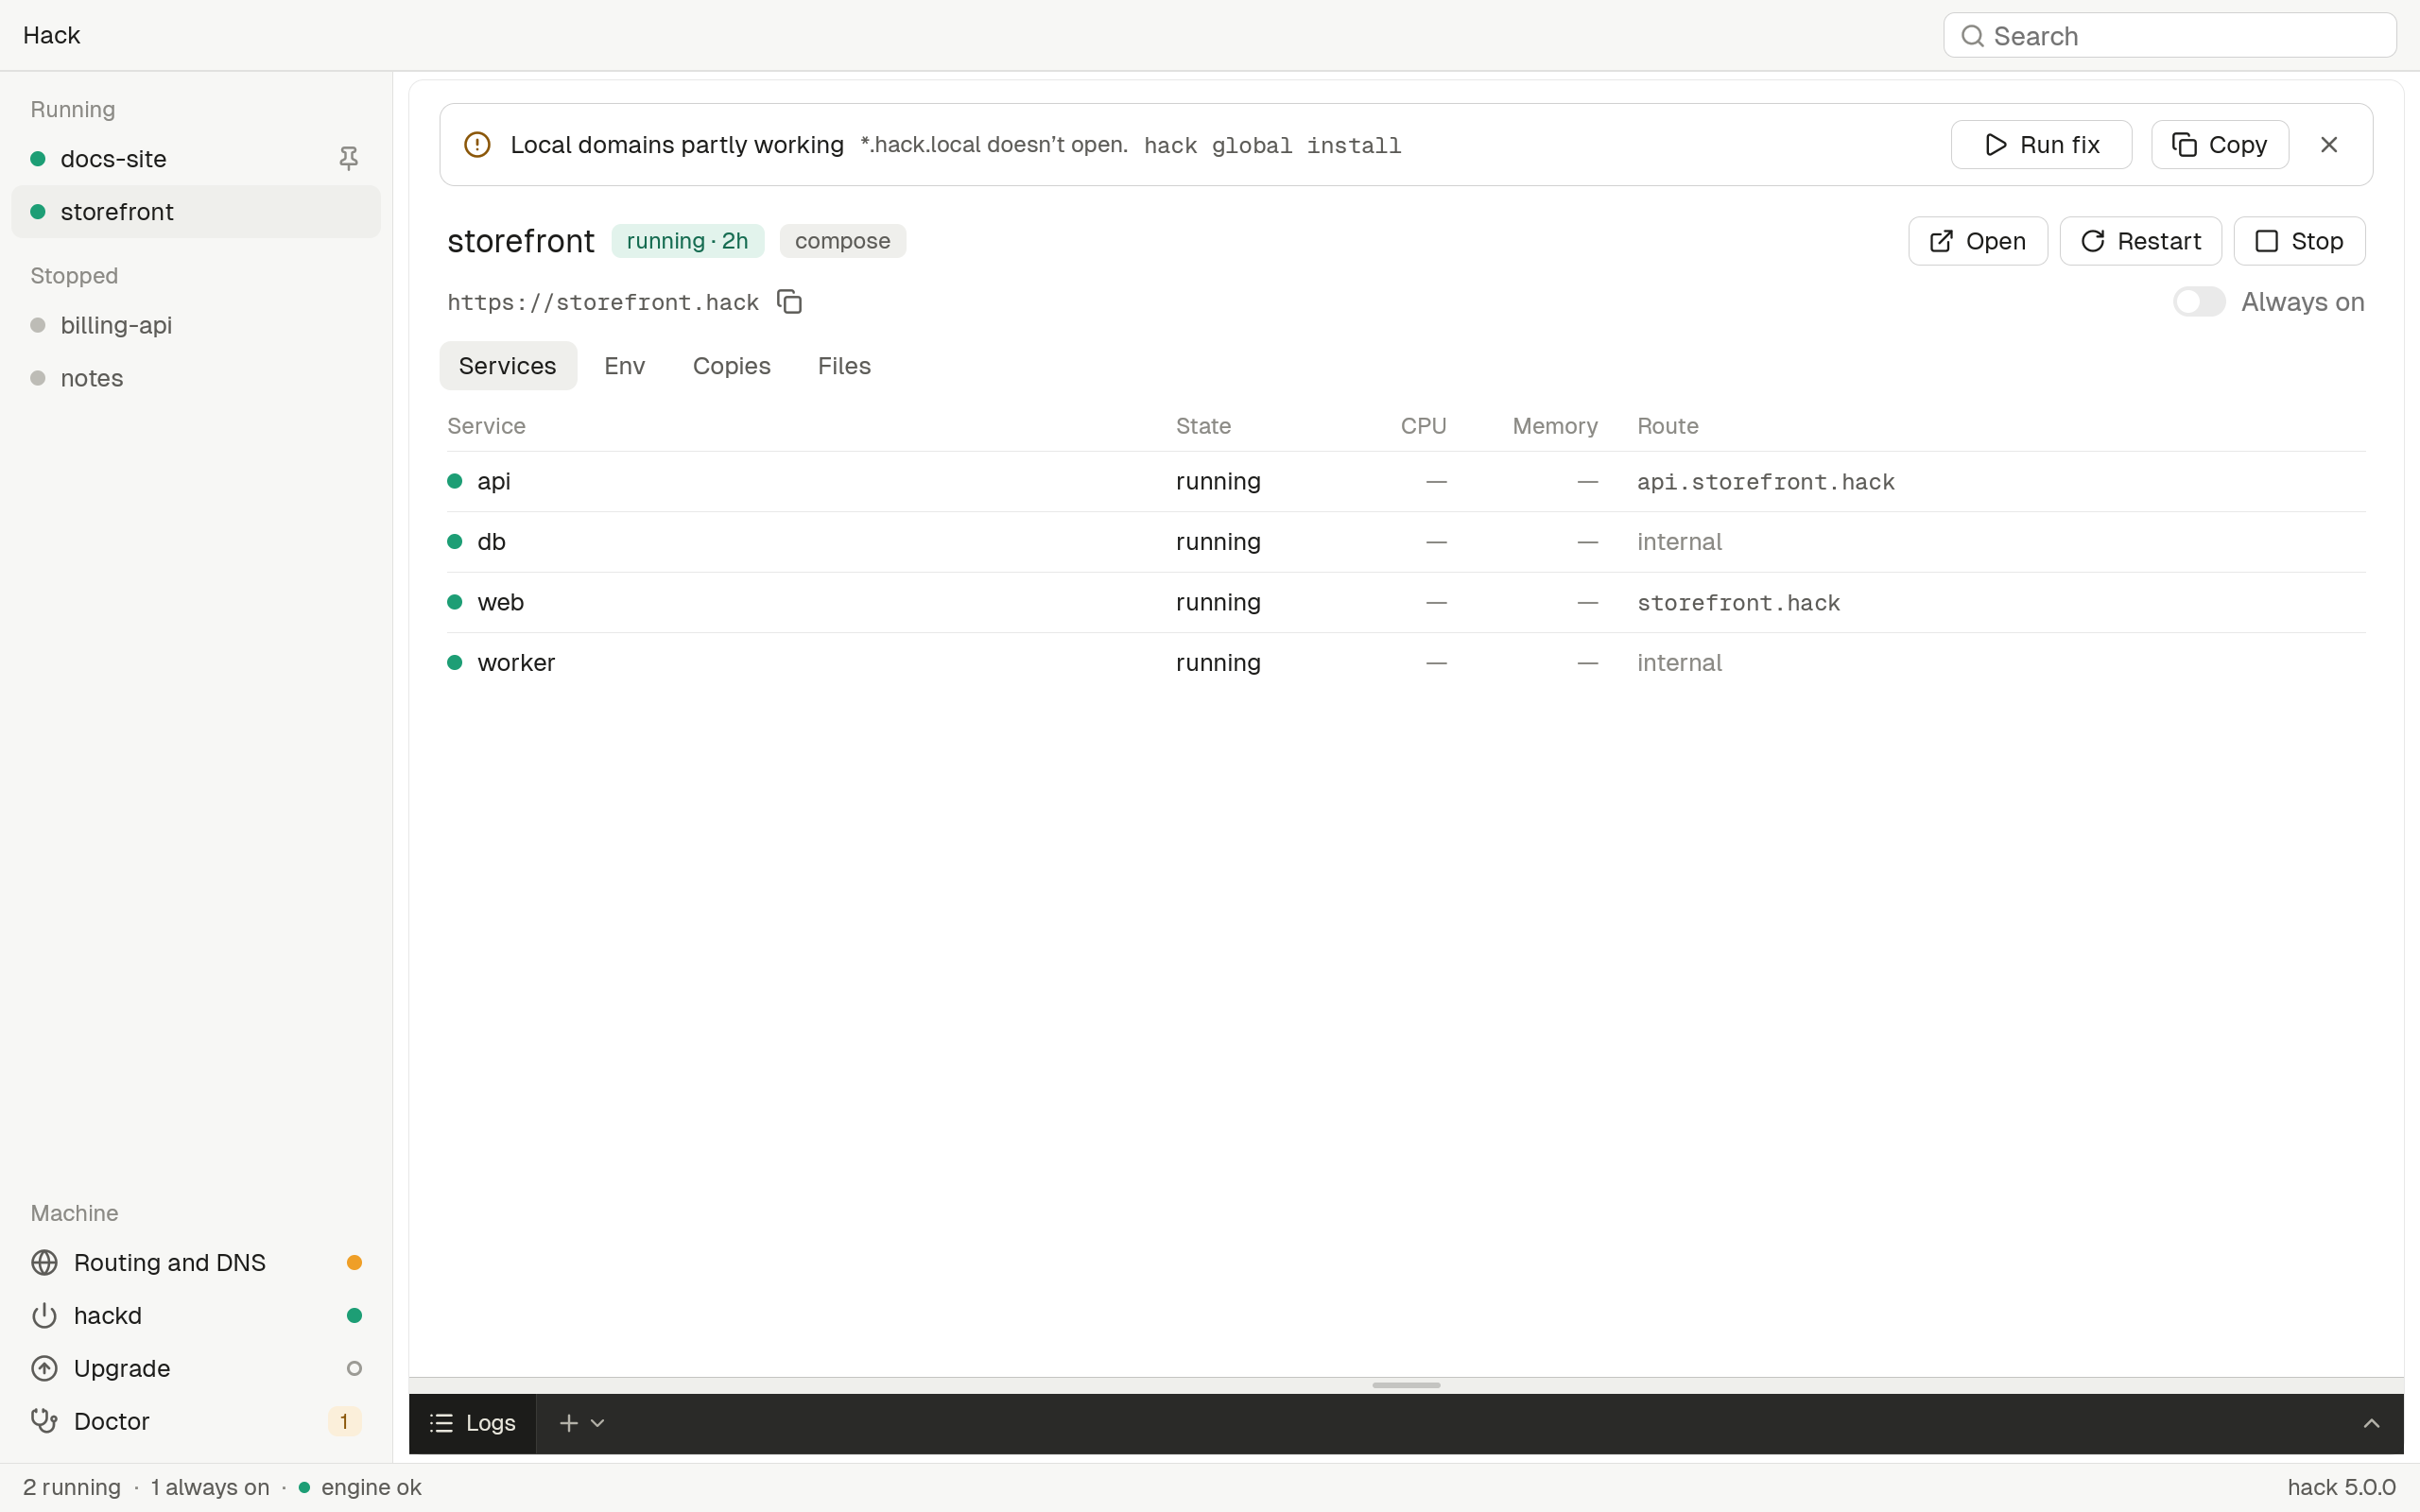 Hack
Search
Running
docs-site
storefront
Stopped
billing-api
notes
Machine
Routing and DNS
hackd
Upgrade
Doctor 1
Local domains partly working *.hack.local doesn’t open. hack global install
Run fix
Copy
storefront running · 2h compose
Open
Restart
Stop
https://storefront.hack
Always on
Services Env Copies Files
Service State CPU Memory Route
api running — — api.storefront.hack
db running — — internal
web running — — storefront.hack
worker running — — internal
Logs
2 running · 1 always on · engine ok
hack 5.0.0